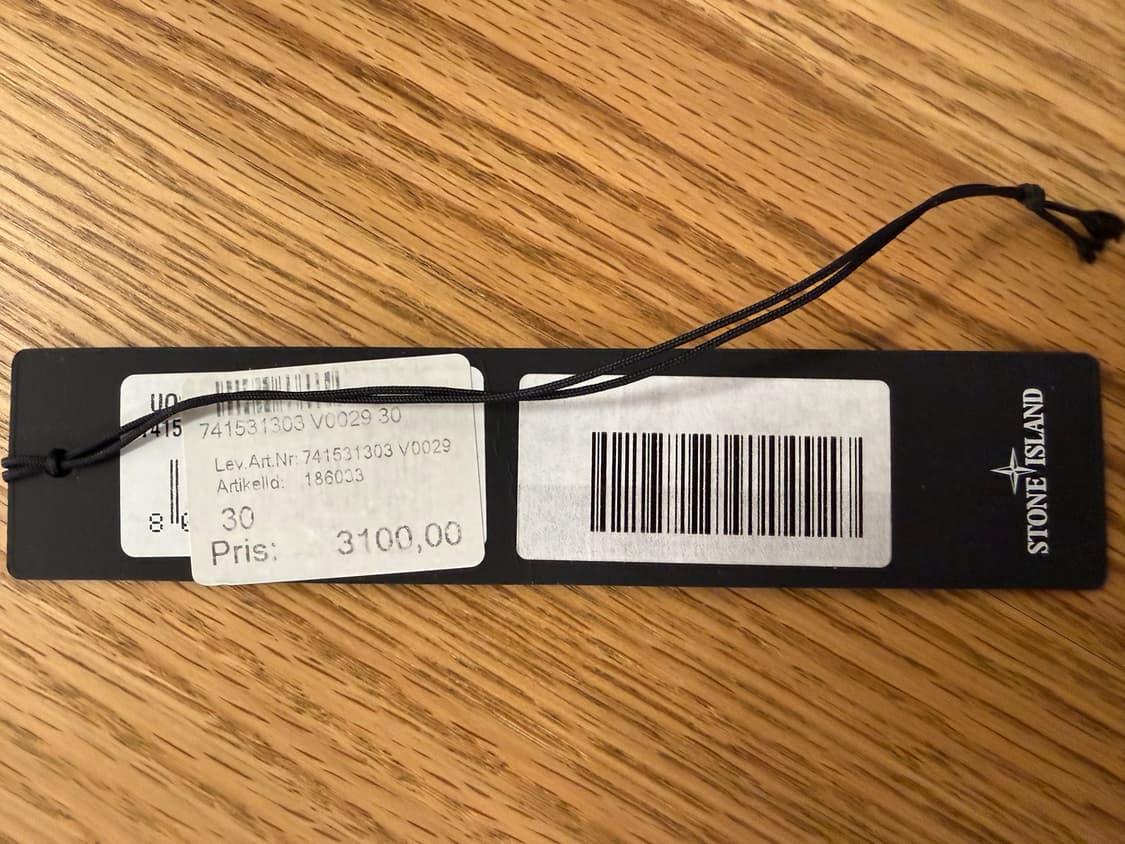 741531303 V0029 30
Lev.Art.Nr: 741531303 V0029
ArtikelId: 186033
30
Pris: 3100,00
STONE ISLAND